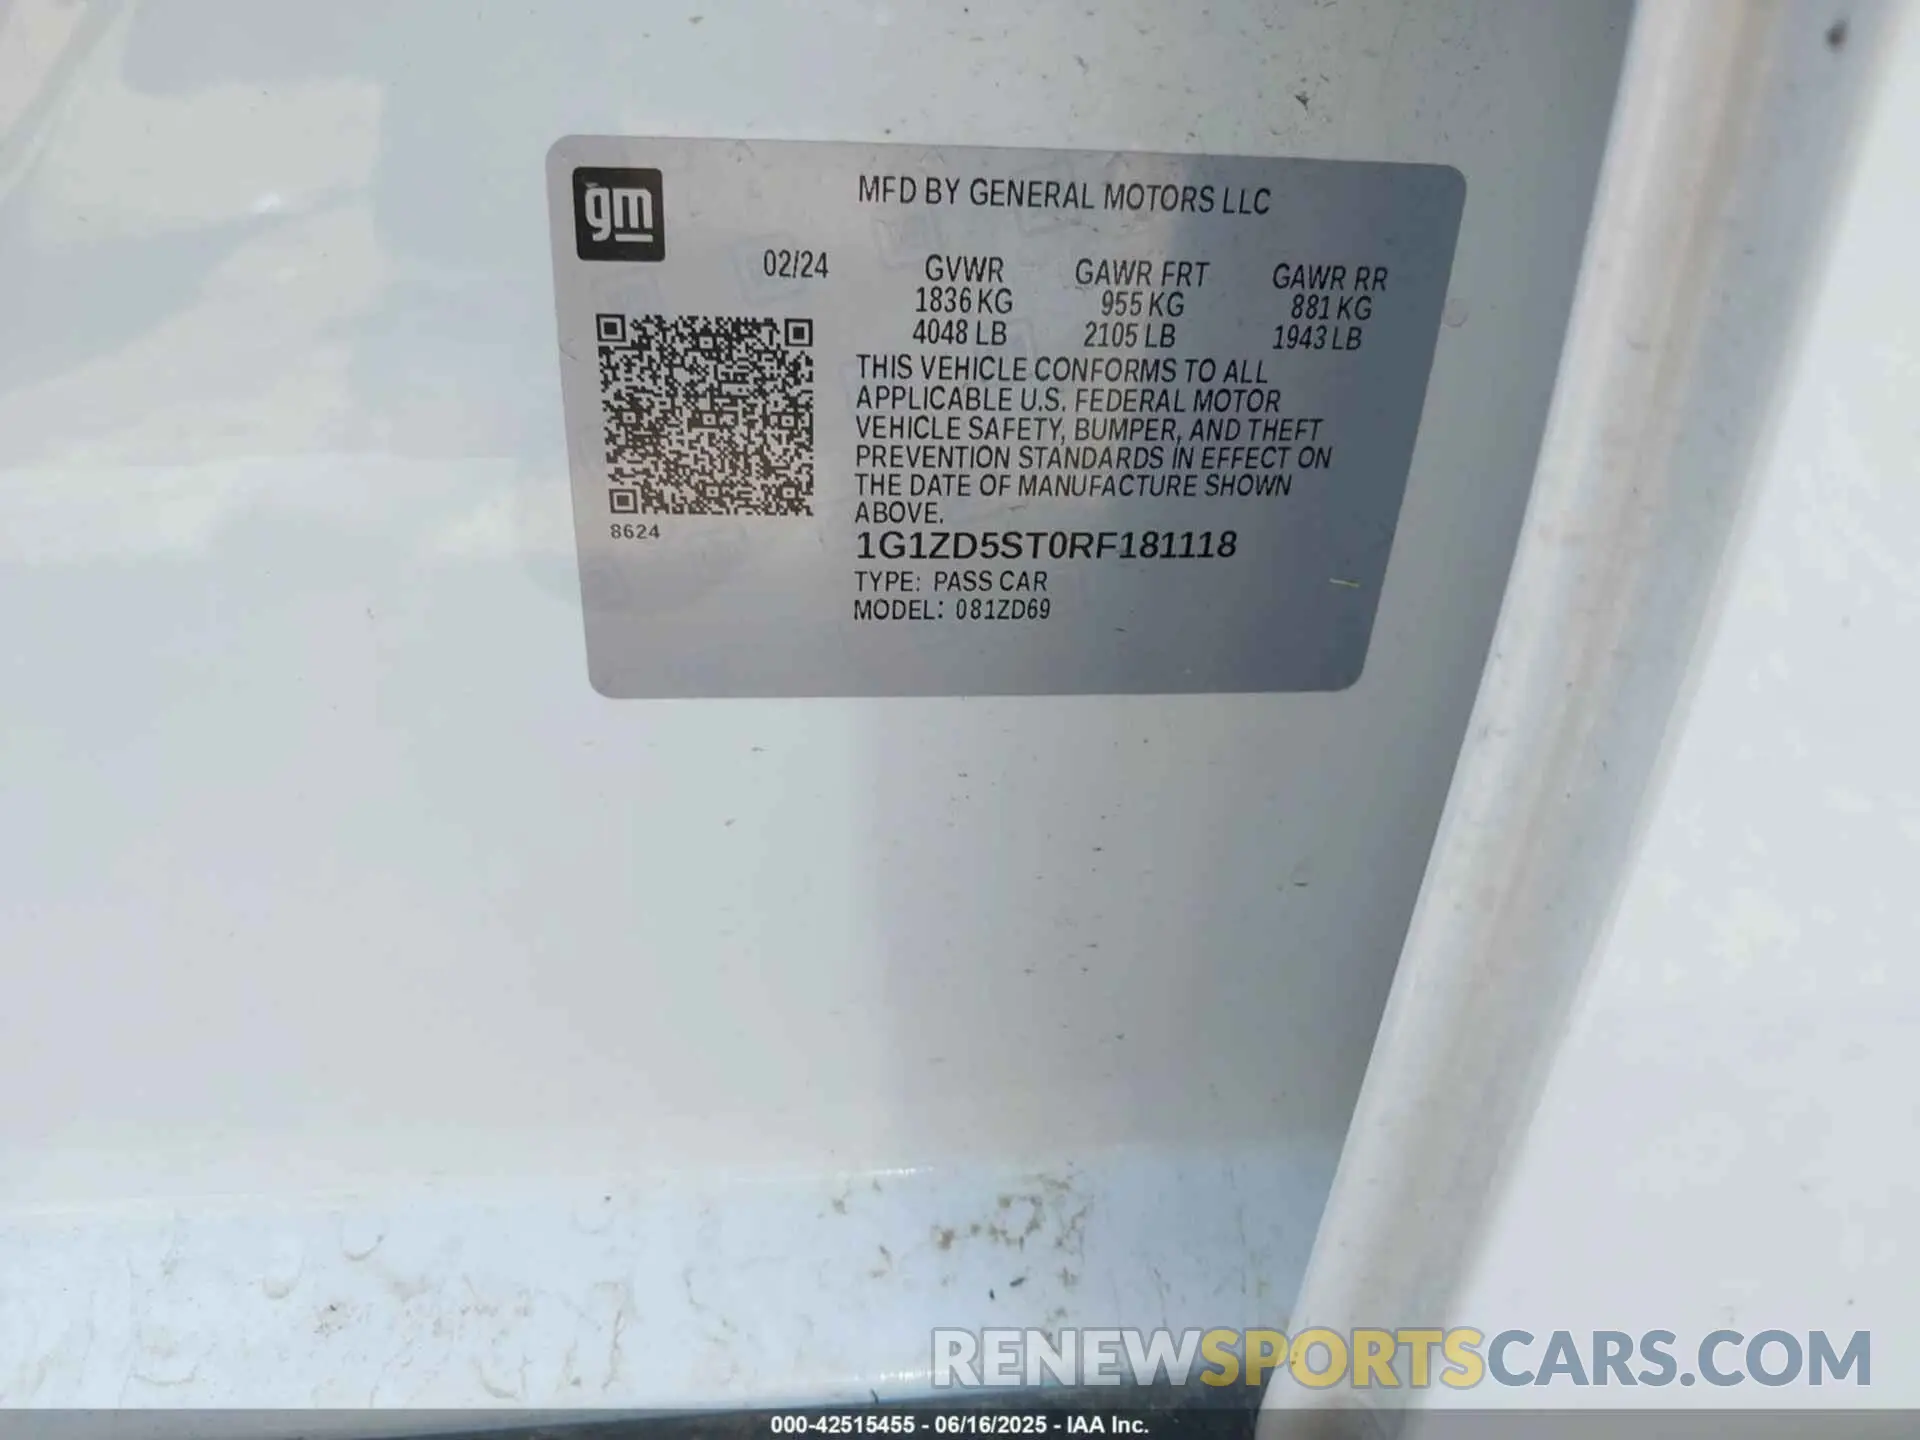 gm
MFD BY GENERAL MOTORS LLC
02/24
GVWR GAWR FRT GAWR RR
1836 KG 955 KG 881 KG
4048 LB 2105 LB 1943 LB
THIS VEHICLE CONFORMS TO ALL
APPLICABLE U.S. FEDERAL MOTOR
VEHICLE SAFETY, BUMPER, AND THEFT
PREVENTION STANDARDS IN EFFECT ON
THE DATE OF MANUFACTURE SHOWN
ABOVE.
8624
1G1ZD5ST0RF181118
TYPE: PASS CAR
MODEL: 081ZD69
RENEWSPORTSCARS.COM
000-42515455 - 06/16/2025 - IAA Inc.